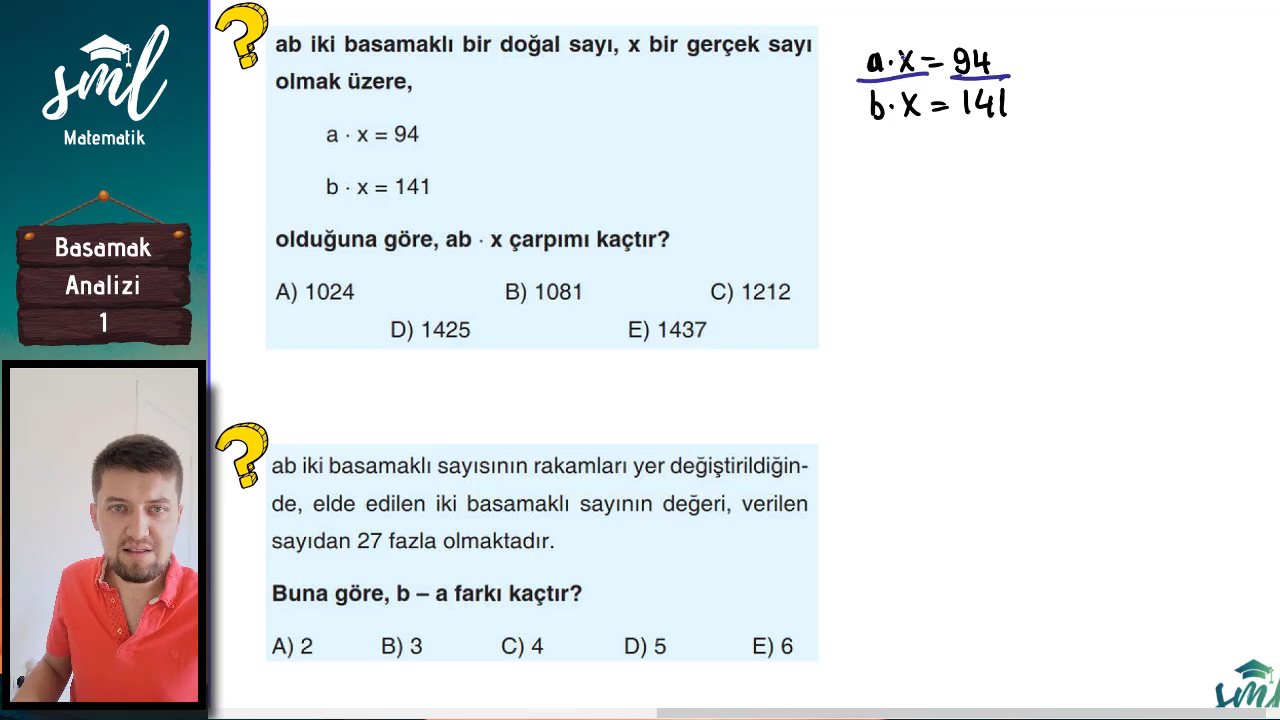 sml
Matematik
Basamak
Analizi
1
ab iki basamaklı bir doğal sayı, x bir gerçek sayı
olmak üzere,
a · x = 94
b · x = 141
olduğuna göre, ab · x çarpımı kaçtır?
A) 1024 B) 1081 C) 1212
D) 1425 E) 1437
a·x = 94
b·x = 141
ab iki basamaklı sayısının rakamları yer değiştirildiğin-
de, elde edilen iki basamaklı sayının değeri, verilen
sayıdan 27 fazla olmaktadır.
Buna göre, b – a farkı kaçtır?
A) 2 B) 3 C) 4 D) 5 E) 6
sml